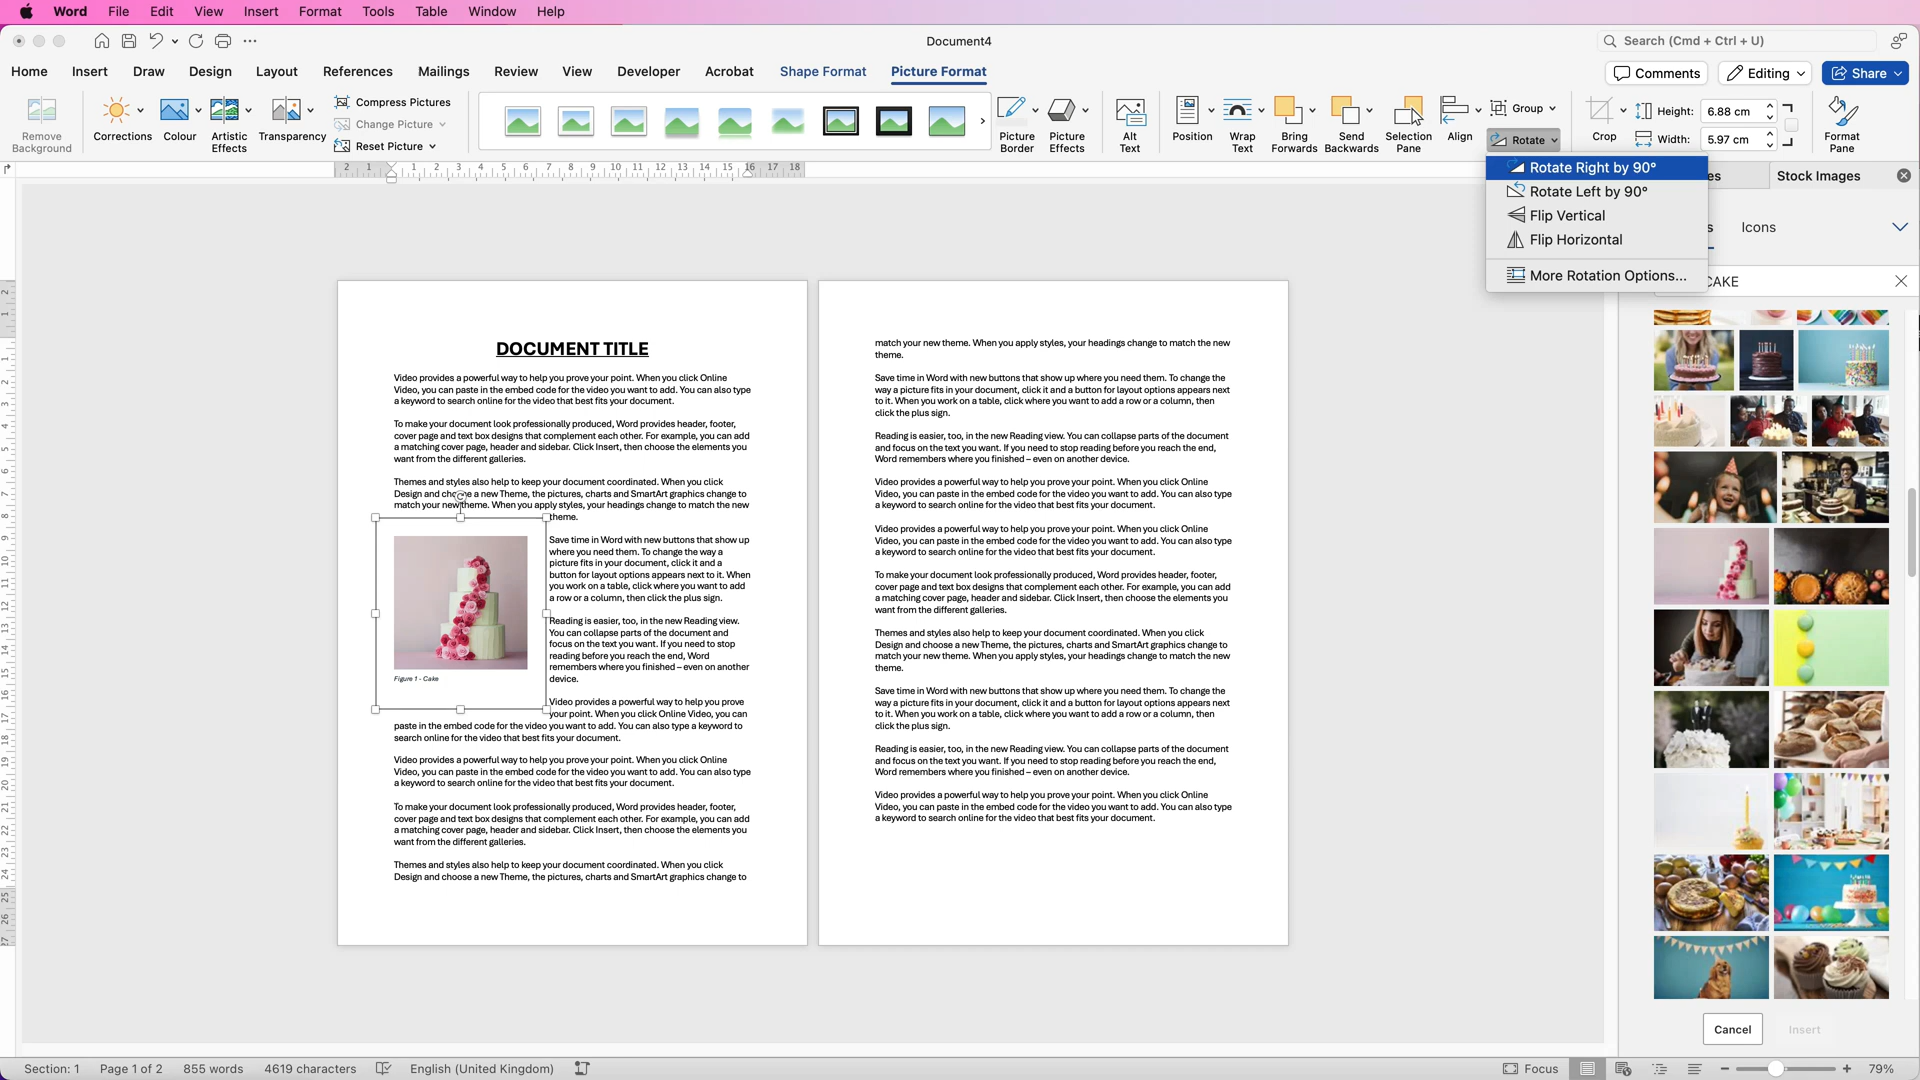 Word File Edit View Insert Format Tools Table Window Help
Document4
Search (Cmd + Ctrl + U)
Home Insert Draw Design Layout References Mailings Review View Developer Acrobat Shape Format Picture Format
Comments Editing Share
Remove Background
Corrections
Colour
Artistic Effects
Transparency
Compress Pictures
Change Picture
Reset Picture
Picture Border
Picture Effects
Alt Text
Position
Wrap Text
Bring Forwards
Send Backwards
Selection Pane
Align
Group
Rotate
Crop
Height: 6.88 cm
Width: 5.97 cm
Format Pane
Rotate Right by 90°
Rotate Left by 90°
Flip Vertical
Flip Horizontal
More Rotation Options...
2 1 1 2 3 4 5 6 7 8 9 10 11 12 13 14 15 16 17 18
Stock Images
Icons
CAKE
DOCUMENT TITLE
Video provides a powerful way to help you prove your point. When you click Online
Video, you can paste in the embed code for the video you want to add. You can also type
a keyword to search online for the video that best fits your document.
To make your document look professionally produced, Word provides header, footer,
cover page and text box designs that complement each other. For example, you can add
a matching cover page, header and sidebar. Click Insert, then choose the elements you
want from the different galleries.
Themes and styles also help to keep your document coordinated. When you click
Design and choose a new Theme, the pictures, charts and SmartArt graphics change to
match your new theme. When you apply styles, your headings change to match the new
theme.
Save time in Word with new buttons that show up
where you need them. To change the way a
picture fits in your document, click it and a
button for layout options appears next to it. When
you work on a table, click where you want to add
a row or a column, then click the plus sign.
Reading is easier, too, in the new Reading view.
You can collapse parts of the document and
focus on the text you want. If you need to stop
reading before you reach the end, Word
remembers where you finished – even on another
device.
Figure 1 - Cake
Video provides a powerful way to help you prove
your point. When you click Online Video, you can
paste in the embed code for the video you want to add. You can also type a keyword to
search online for the video that best fits your document.
Video provides a powerful way to help you prove your point. When you click Online
Video, you can paste in the embed code for the video you want to add. You can also type
a keyword to search online for the video that best fits your document.
To make your document look professionally produced, Word provides header, footer,
cover page and text box designs that complement each other. For example, you can add
a matching cover page, header and sidebar. Click Insert, then choose the elements you
want from the different galleries.
Themes and styles also help to keep your document coordinated. When you click
Design and choose a new Theme, the pictures, charts and SmartArt graphics change to
match your new theme. When you apply styles, your headings change to match the new
theme.
Save time in Word with new buttons that show up where you need them. To change the
way a picture fits in your document, click it and a button for layout options appears next
to it. When you work on a table, click where you want to add a row or a column, then
click the plus sign.
Reading is easier, too, in the new Reading view. You can collapse parts of the document
and focus on the text you want. If you need to stop reading before you reach the end,
Word remembers where you finished – even on another device.
Video provides a powerful way to help you prove your point. When you click Online
Video, you can paste in the embed code for the video you want to add. You can also type
a keyword to search online for the video that best fits your document.
Video provides a powerful way to help you prove your point. When you click Online
Video, you can paste in the embed code for the video you want to add. You can also type
a keyword to search online for the video that best fits your document.
To make your document look professionally produced, Word provides header, footer,
cover page and text box designs that complement each other. For example, you can add
a matching cover page, header and sidebar. Click Insert, then choose the elements you
want from the different galleries.
Themes and styles also help to keep your document coordinated. When you click
Design and choose a new Theme, the pictures, charts and SmartArt graphics change to
match your new theme. When you apply styles, your headings change to match the new
theme.
Save time in Word with new buttons that show up where you need them. To change the
way a picture fits in your document, click it and a button for layout options appears next
to it. When you work on a table, click where you want to add a row or a column, then
click the plus sign.
Reading is easier, too, in the new Reading view. You can collapse parts of the document
and focus on the text you want. If you need to stop reading before you reach the end,
Word remembers where you finished – even on another device.
Video provides a powerful way to help you prove your point. When you click Online
Video, you can paste in the embed code for the video you want to add. You can also type
a keyword to search online for the video that best fits your document.
Cancel Insert
Section: 1 Page 1 of 2 855 words 4619 characters English (United Kingdom) Focus 79%